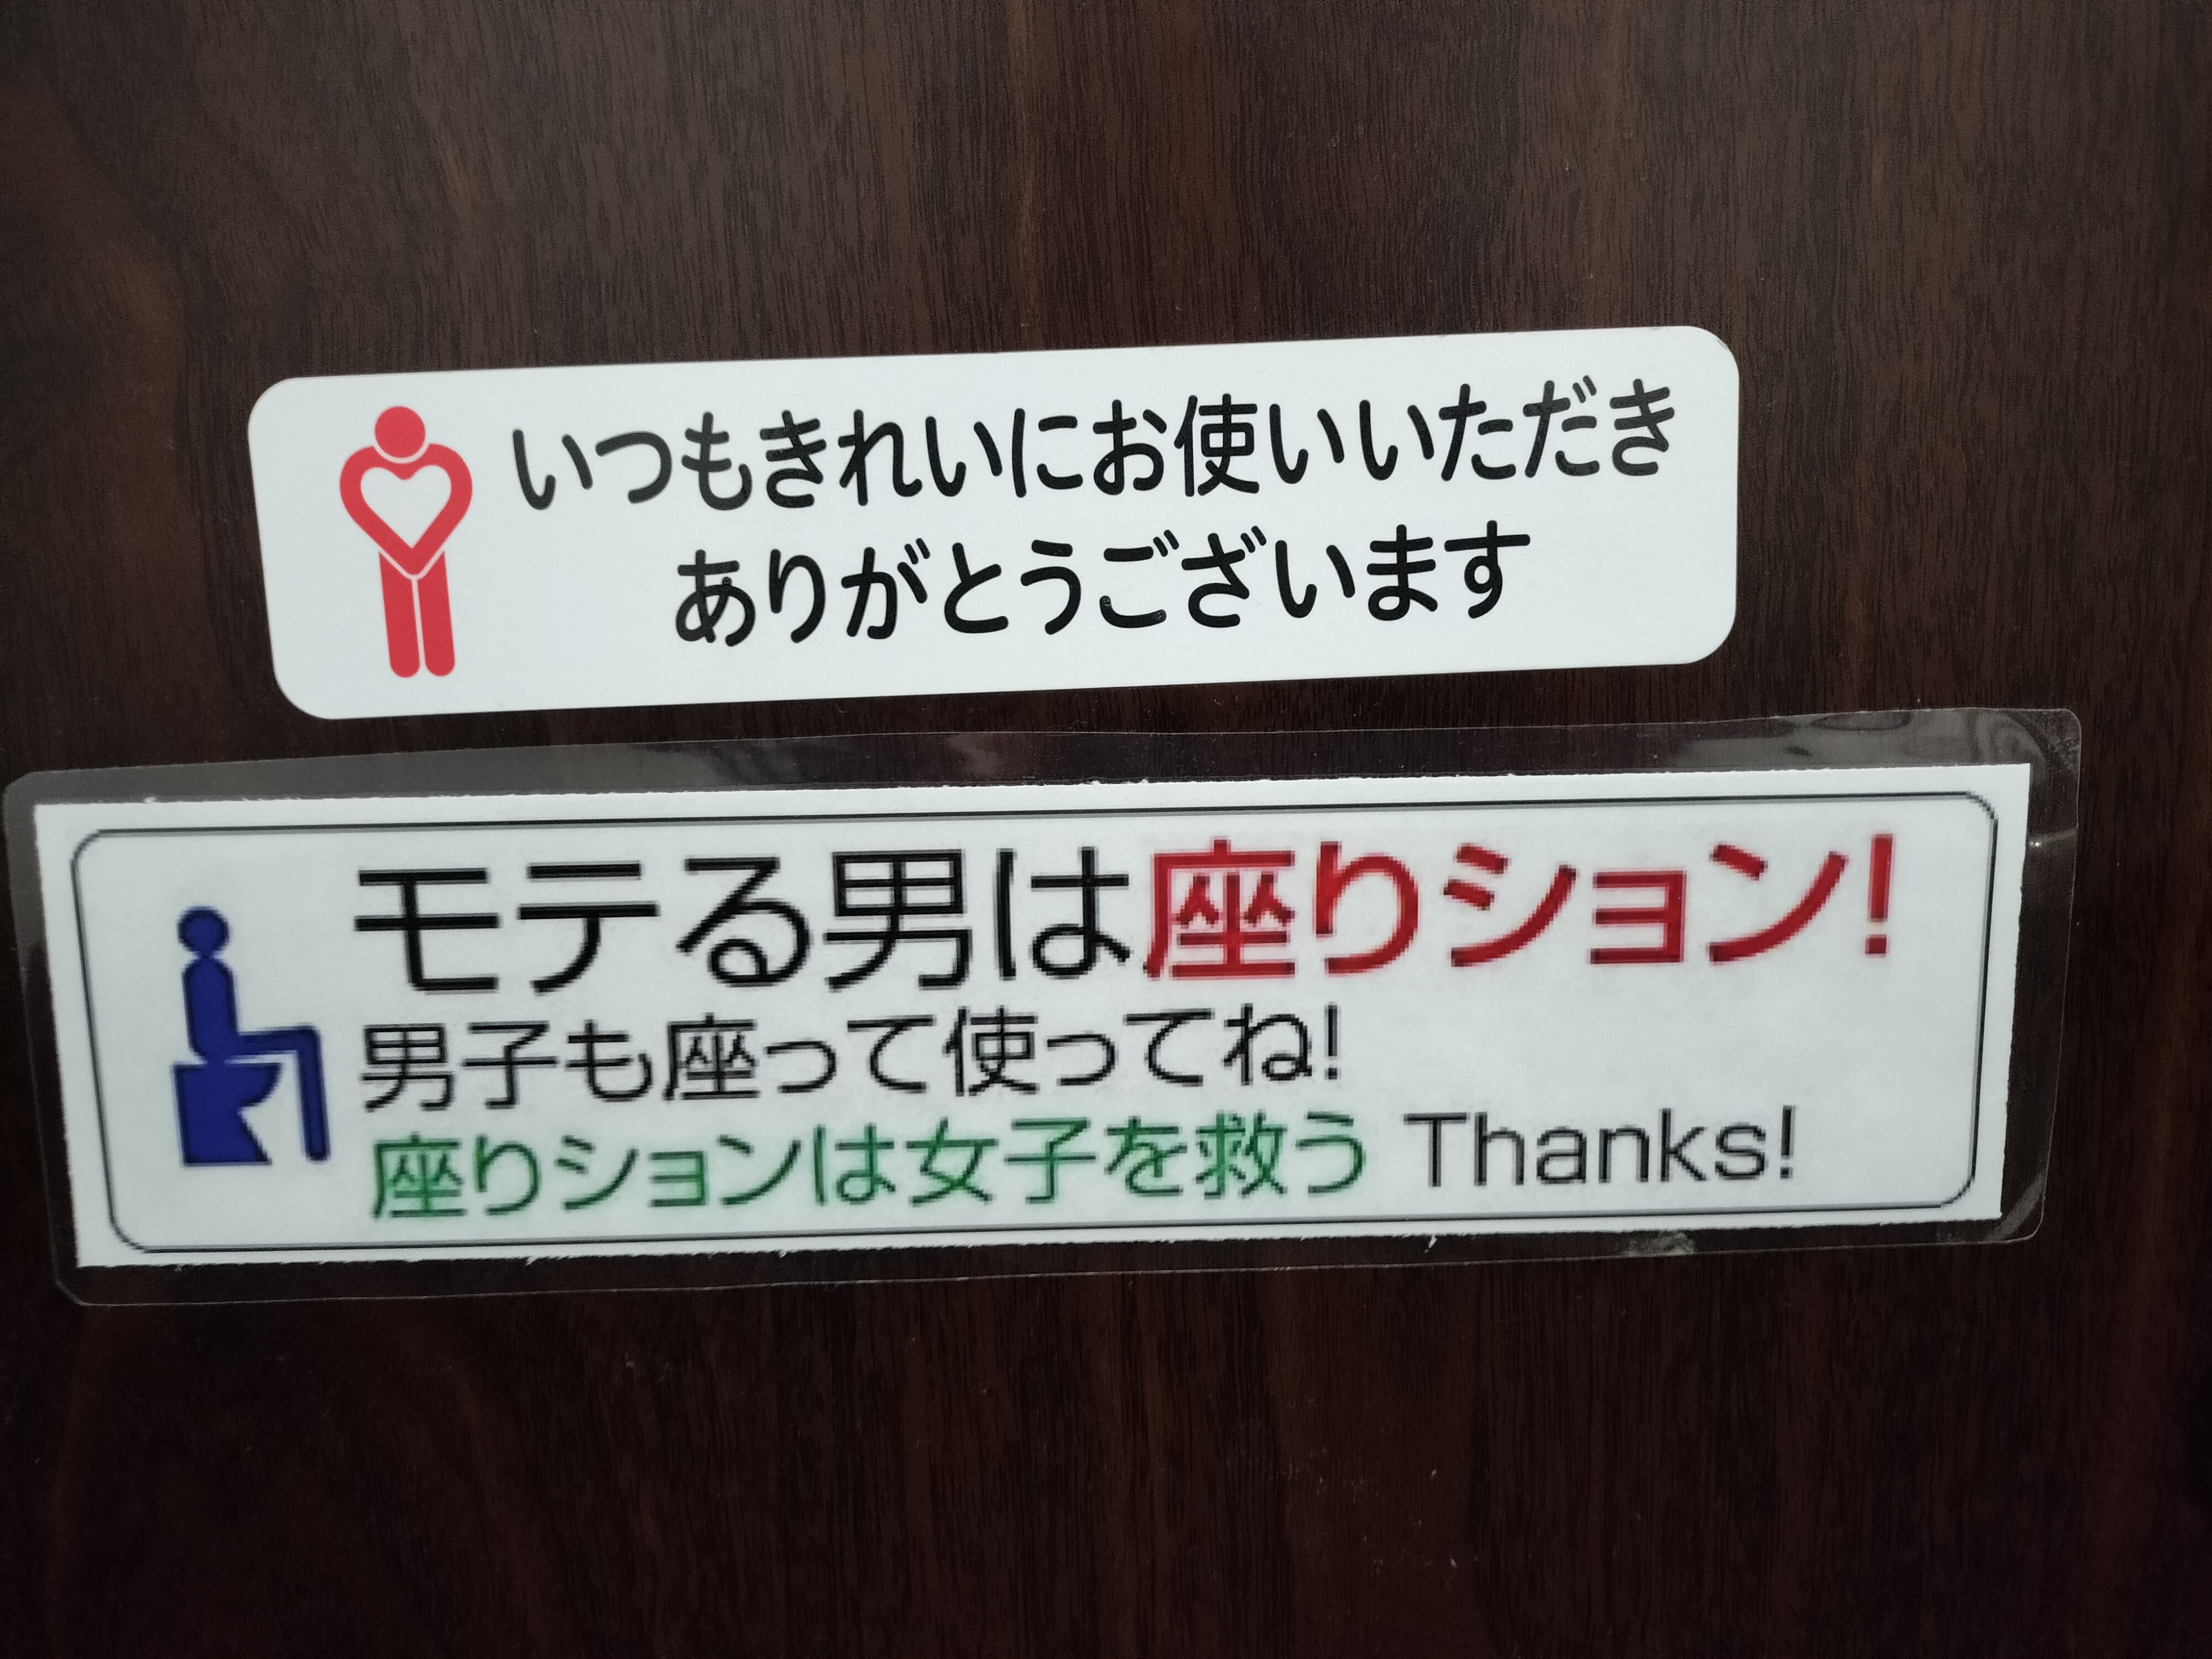 いつもきれいにお使いいただき
ありがとうございます
モテる男は座りション!
男子も座って使ってね!
座りションは女子を救う Thanks!